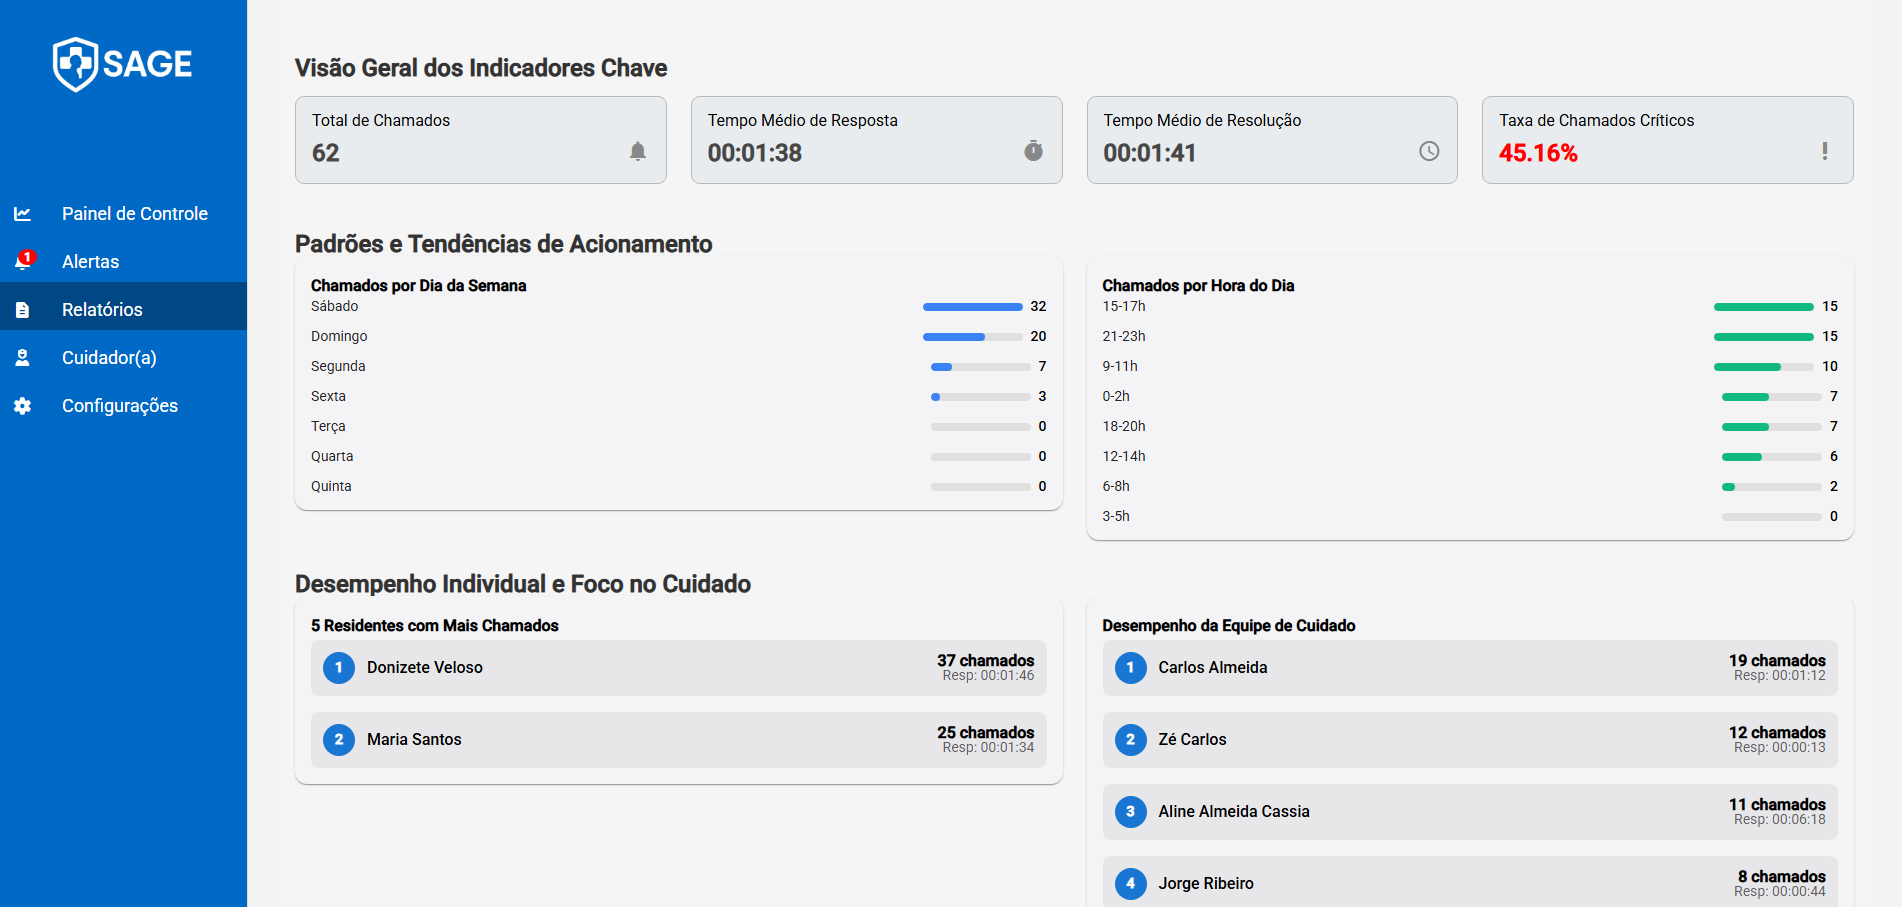 SAGE
Painel de Controle
1
Alertas
Relatórios
Cuidador(a)
Configurações
Visão Geral dos Indicadores Chave
Total de Chamados
62
Tempo Médio de Resposta
00:01:38
Tempo Médio de Resolução
00:01:41
Taxa de Chamados Críticos
45.16%
Padrões e Tendências de Acionamento
Chamados por Dia da Semana
Sábado 32
Domingo 20
Segunda 7
Sexta 3
Terça 0
Quarta 0
Quinta 0
Chamados por Hora do Dia
15-17h 15
21-23h 15
9-11h 10
0-2h 7
18-20h 7
12-14h 6
6-8h 2
3-5h 0
Desempenho Individual e Foco no Cuidado
5 Residentes com Mais Chamados
1 Donizete Veloso 37 chamados
Resp: 00:01:46
2 Maria Santos 25 chamados
Resp: 00:01:34
Desempenho da Equipe de Cuidado
1 Carlos Almeida 19 chamados
Resp: 00:01:12
2 Zé Carlos 12 chamados
Resp: 00:00:13
3 Aline Almeida Cassia 11 chamados
Resp: 00:06:18
4 Jorge Ribeiro 8 chamados
Resp: 00:00:44